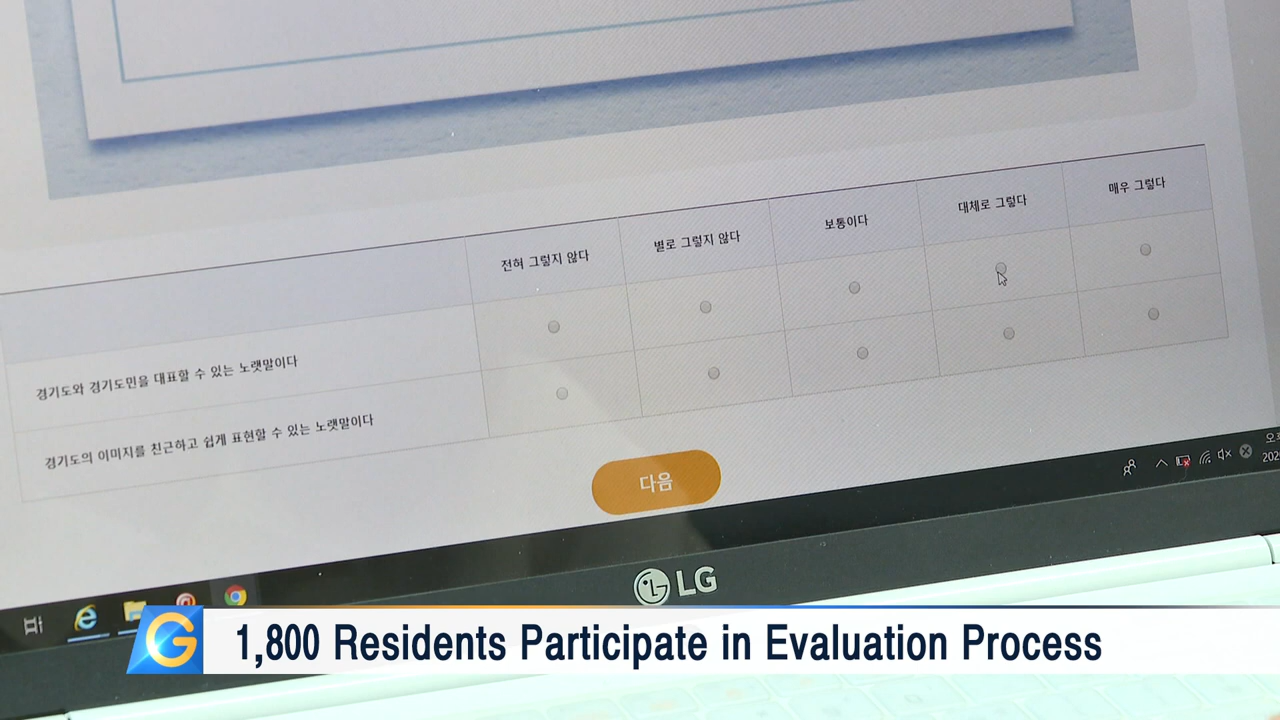 전혀 그렇지 않다
별로 그렇지 않다
보통이다
대체로 그렇다
매우 그렇다
경기도와 경기도민을 대표할 수 있는 노랫말이다
경기도의 이미지를 친근하고 쉽게 표현할 수 있는 노랫말이다
다음
LG
G 1,800 Residents Participate in Evaluation Process